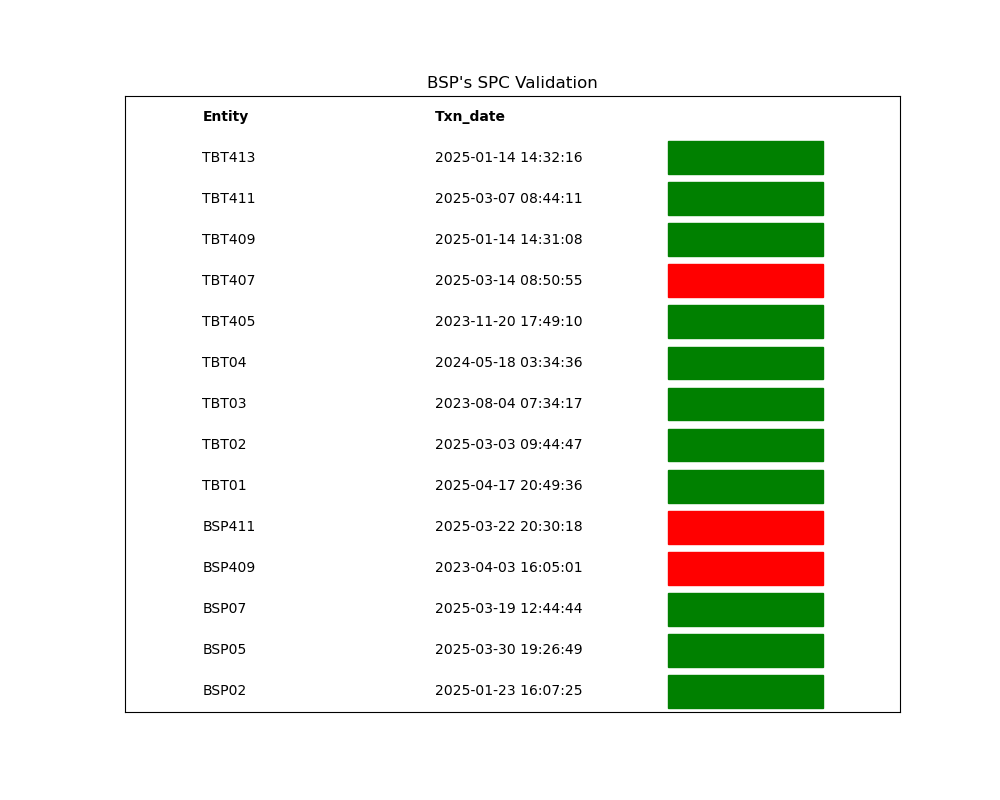 BSP's SPC Validation
Entity Txn_date
TBT413 2025-01-14 14:32:16
TBT411 2025-03-07 08:44:11
TBT409 2025-01-14 14:31:08
TBT407 2025-03-14 08:50:55
TBT405 2023-11-20 17:49:10
TBT04 2024-05-18 03:34:36
TBT03 2023-08-04 07:34:17
TBT02 2025-03-03 09:44:47
TBT01 2025-04-17 20:49:36
BSP411 2025-03-22 20:30:18
BSP409 2023-04-03 16:05:01
BSP07 2025-03-19 12:44:44
BSP05 2025-03-30 19:26:49
BSP02 2025-01-23 16:07:25